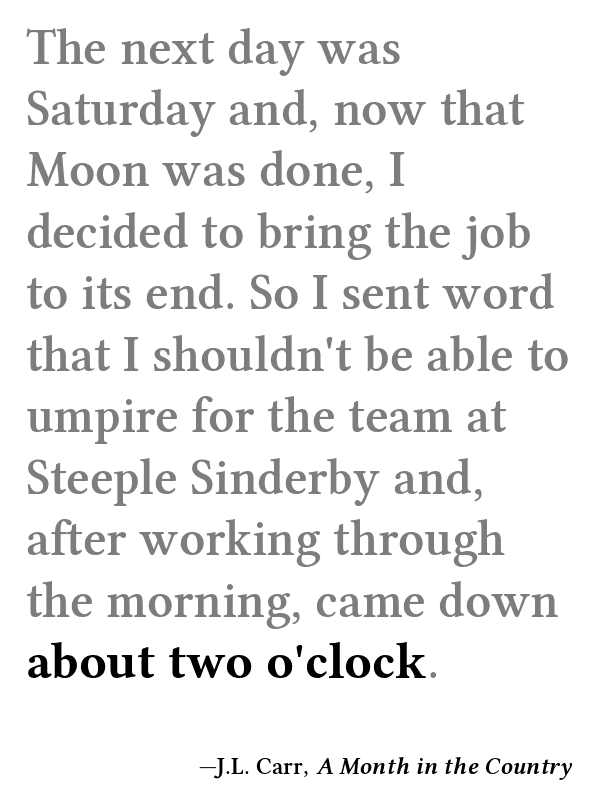 The next day was
Saturday and, now that
Moon was done, I
decided to bring the job
to its end. So I sent word
that I shouldn't be able to
umpire for the team at
Steeple Sinderby and,
after working through
the morning, came down
about two o'clock.
—J.L. Carr, A Month in the Country